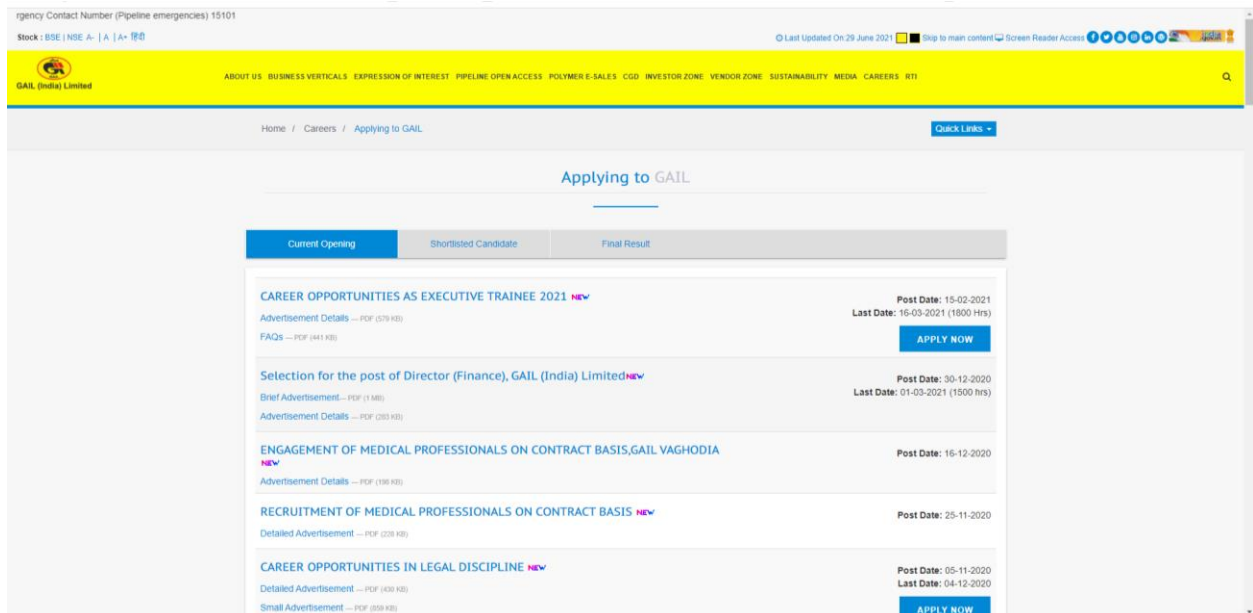 rgency Contact Number (Pipeline emergencies) 15101
Stock : BSE | NSE A- | A | A+ हिंदी
Last Updated On:29 June 2021 Skip to main content Screen Reader Access
GAIL (India) Limited
ABOUT US BUSINESS VERTICALS EXPRESSION OF INTEREST PIPELINE OPEN ACCESS POLYMER E-SALES CGD INVESTOR ZONE VENDOR ZONE SUSTAINABILITY MEDIA CAREERS RTI
Home / Careers / Applying to GAIL
Quick Links
Applying to GAIL
Current Opening Shortlisted Candidate Final Result
CAREER OPPORTUNITIES AS EXECUTIVE TRAINEE 2021 NEW
Post Date: 15-02-2021
Advertisement Details — PDF (579 KB)
Last Date: 16-03-2021 (1800 Hrs)
FAQs — PDF (441 KB)
APPLY NOW
Selection for the post of Director (Finance), GAIL (India) Limited NEW
Post Date: 30-12-2020
Brief Advertisement— PDF (1 MB)
Last Date: 01-03-2021 (1500 hrs)
Advertisement Details — PDF (283 KB)
ENGAGEMENT OF MEDICAL PROFESSIONALS ON CONTRACT BASIS,GAIL VAGHODIA
NEW
Post Date: 16-12-2020
Advertisement Details — PDF (198 KB)
RECRUITMENT OF MEDICAL PROFESSIONALS ON CONTRACT BASIS NEW
Post Date: 25-11-2020
Detailed Advertisement — PDF (228 KB)
CAREER OPPORTUNITIES IN LEGAL DISCIPLINE NEW
Post Date: 05-11-2020
Last Date: 04-12-2020
Detailed Advertisement — PDF (430 KB)
Small Advertisement — PDF (858 KB)
APPLY NOW